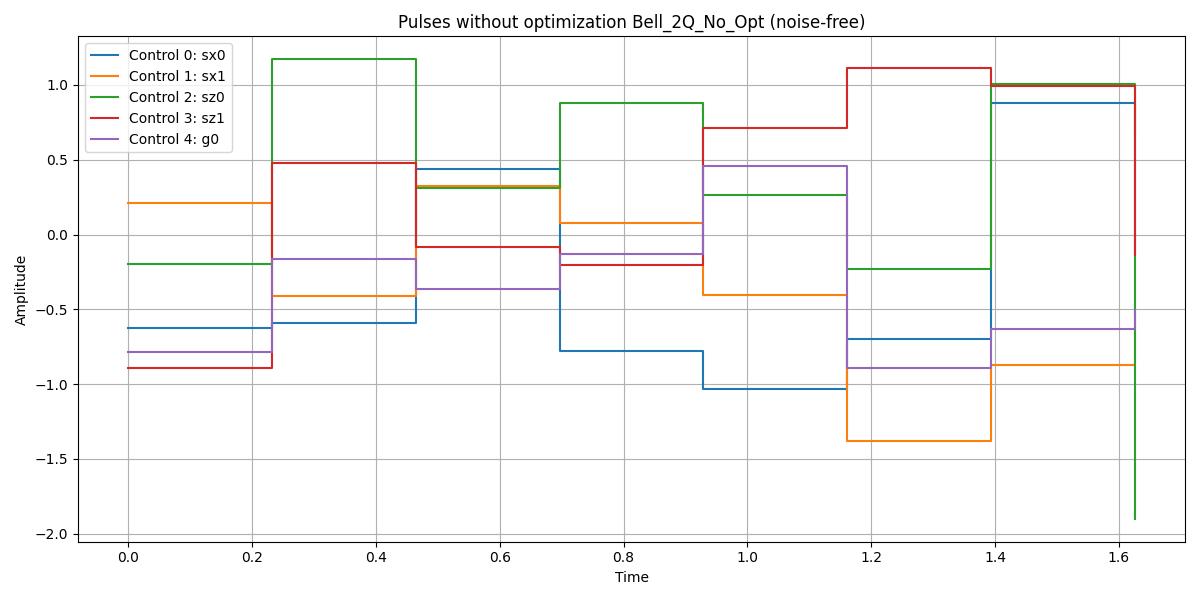 Pulses without optimization Bell_2Q_No_Opt (noise-free)
Control 0: sx0
Control 1: sx1
Control 2: sz0
Control 3: sz1
Control 4: g0
Amplitude
1.0
0.5
0.0
−0.5
−1.0
−1.5
−2.0
0.0 0.2 0.4 0.6 0.8 1.0 1.2 1.4 1.6
Time